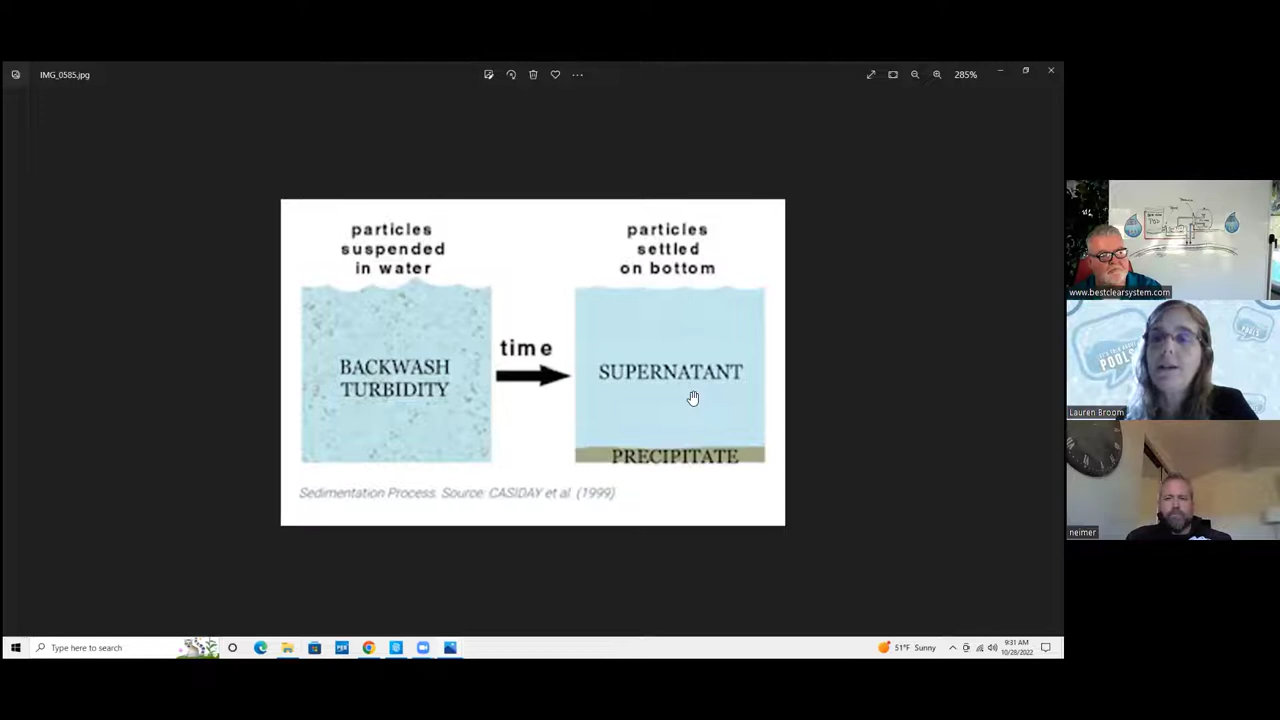 IMG_0585.jpg
285%
particles
suspended
in water
particles
settled
on bottom
BACKWASH
TURBIDITY
time
SUPERNATANT
PRECIPITATE
Sedimentation Process. Source: CASIDAY et al (1999)
www.bestclearsystem.com
POOLS
Lauren Broom
neimer
Type here to search
51°F Sunny
9:31 AM
10/28/2022